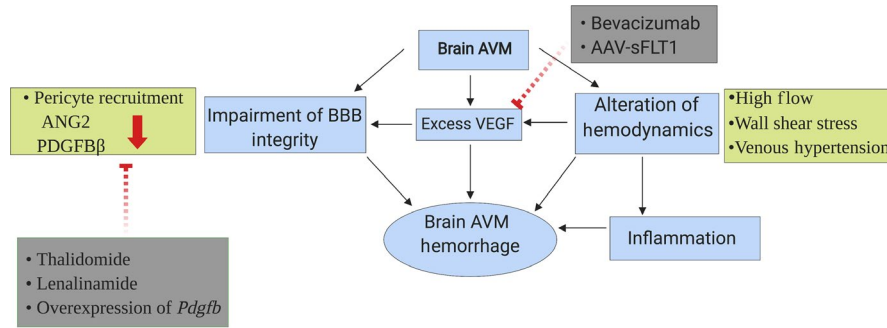 • Bevacizumab
• AAV-sFLT1
Brain AVM
• Pericyte recruitment
ANG2
PDGFBβ
Impairment of BBB
integrity
Excess VEGF
Alteration of
hemodynamics
•High flow
•Wall shear stress
•Venous hypertension
Brain AVM
hemorrhage
Inflammation
• Thalidomide
• Lenalinamide
• Overexpression of Pdgfb